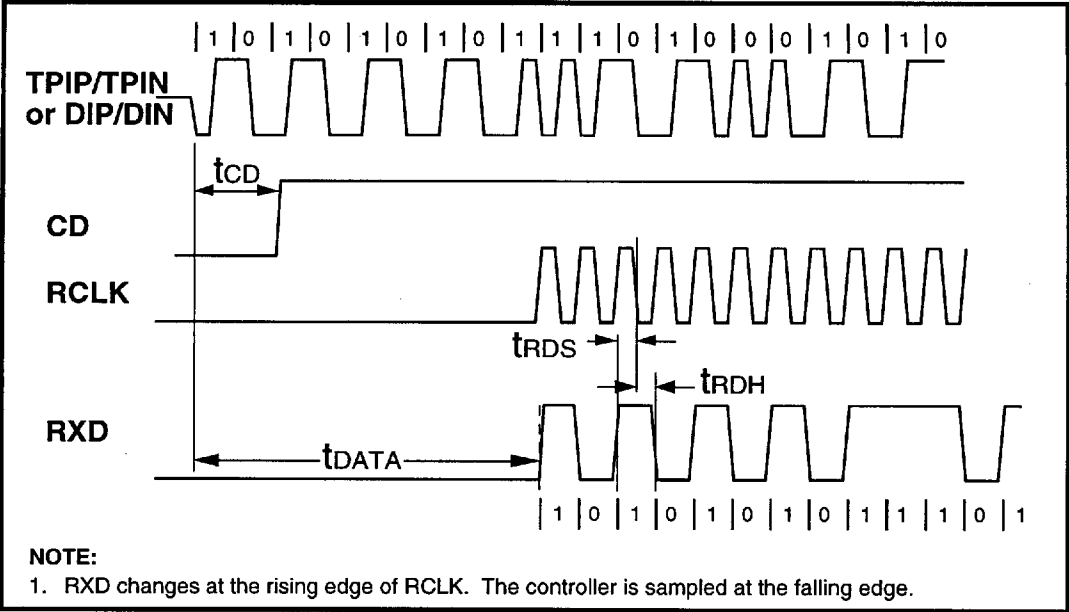 | 1 | 0 | 1 | 0 | 1 | 0 | 1 | 0 | 1 | 1 | 1 | 0 | 1 | 0 | 0 | 0 | 1 | 0 | 1 | 0
TPIP/TPIN
or DIP/DIN
tCD
CD
RCLK
tRDS
tRDH
RXD
tDATA
| 1 | 0 | 1 | 0 | 1 | 0 | 1 | 0 | 1 | 1 | 1 | 0 | 1
NOTE:
1. RXD changes at the rising edge of RCLK. The controller is sampled at the falling edge.